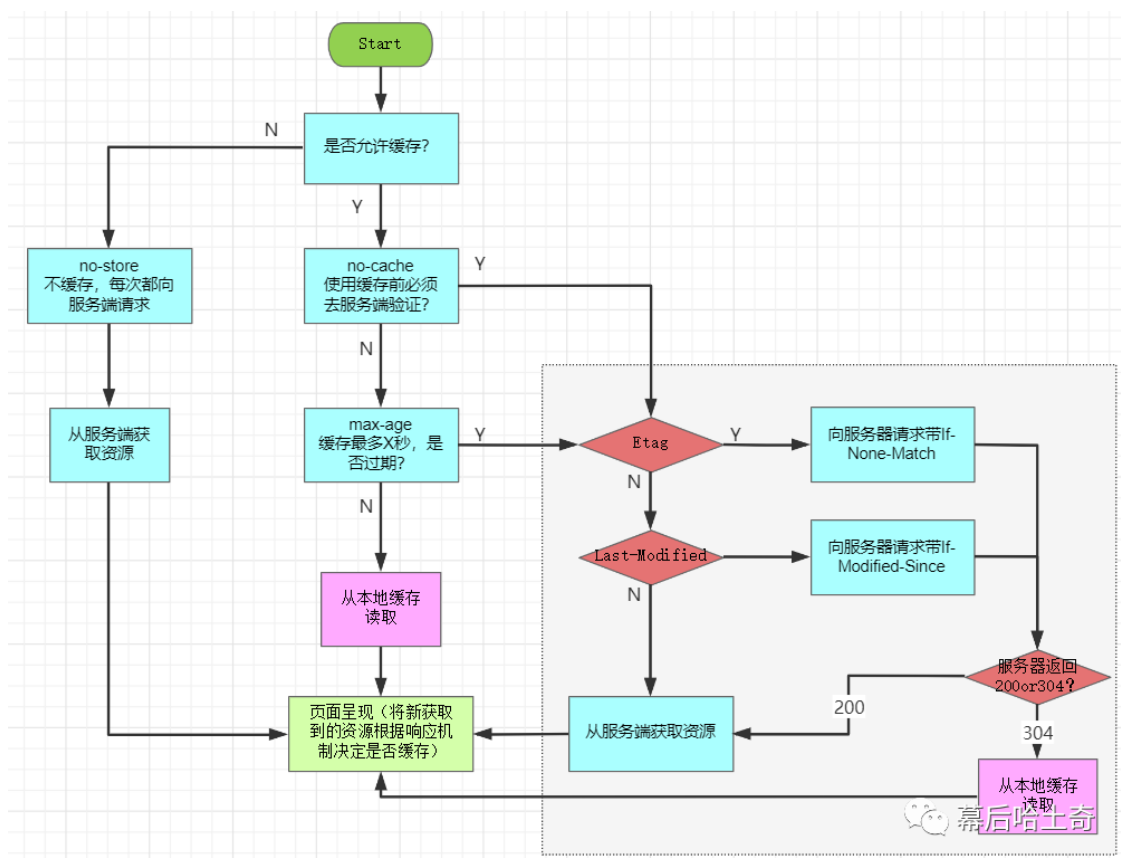 Start
N
是否允许缓存?
Y
no-store
不缓存，每次都向
服务端请求
no-cache
使用缓存前必须
去服务端验证?
Y
N
从服务端获
取资源
max-age
缓存最多X秒，是
否过期?
Y
Etag
Y
向服务器请求带If-
None-Match
N
N
Last-Modified
向服务器请求带If-
Modified-Since
N
从本地缓存
读取
服务器返回
200or304?
200
304
页面呈现（将新获取
到的资源根据响应机
制决定是否缓存）
从服务端获取资源
从本地缓存
读取
幕后哈士奇